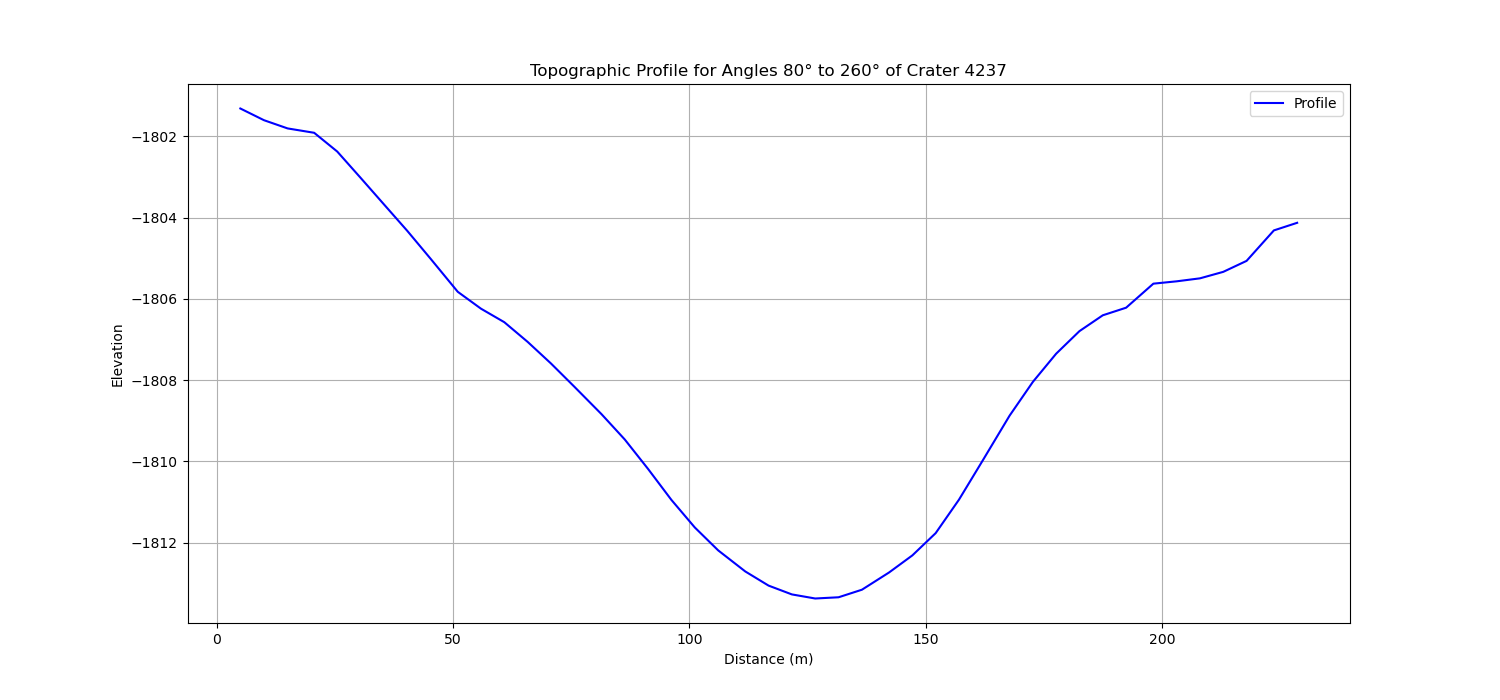 Topographic Profile for Angles 80° to 260° of Crater 4237
Profile
−1802
−1804
−1806
−1808
−1810
−1812
Elevation
0 50 100 150 200
Distance (m)